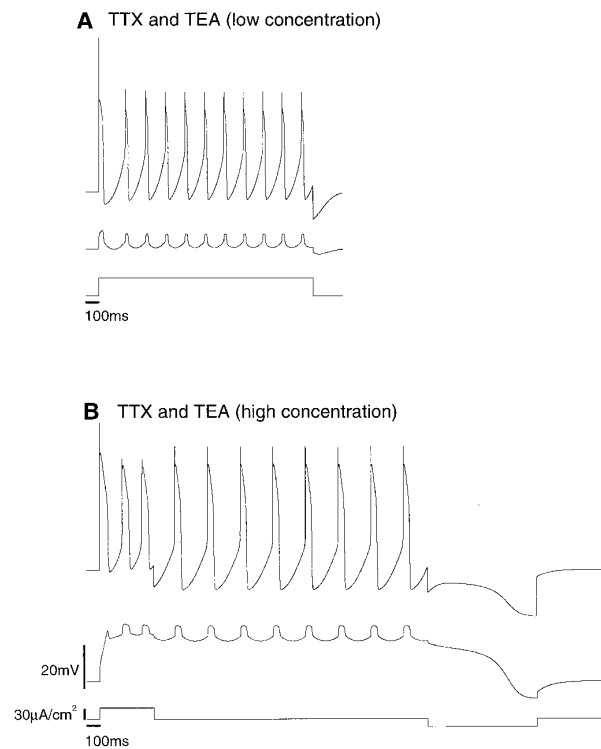 A TTX and TEA (low concentration)
100ms
B TTX and TEA (high concentration)
20mV
30µA/cm²
100ms